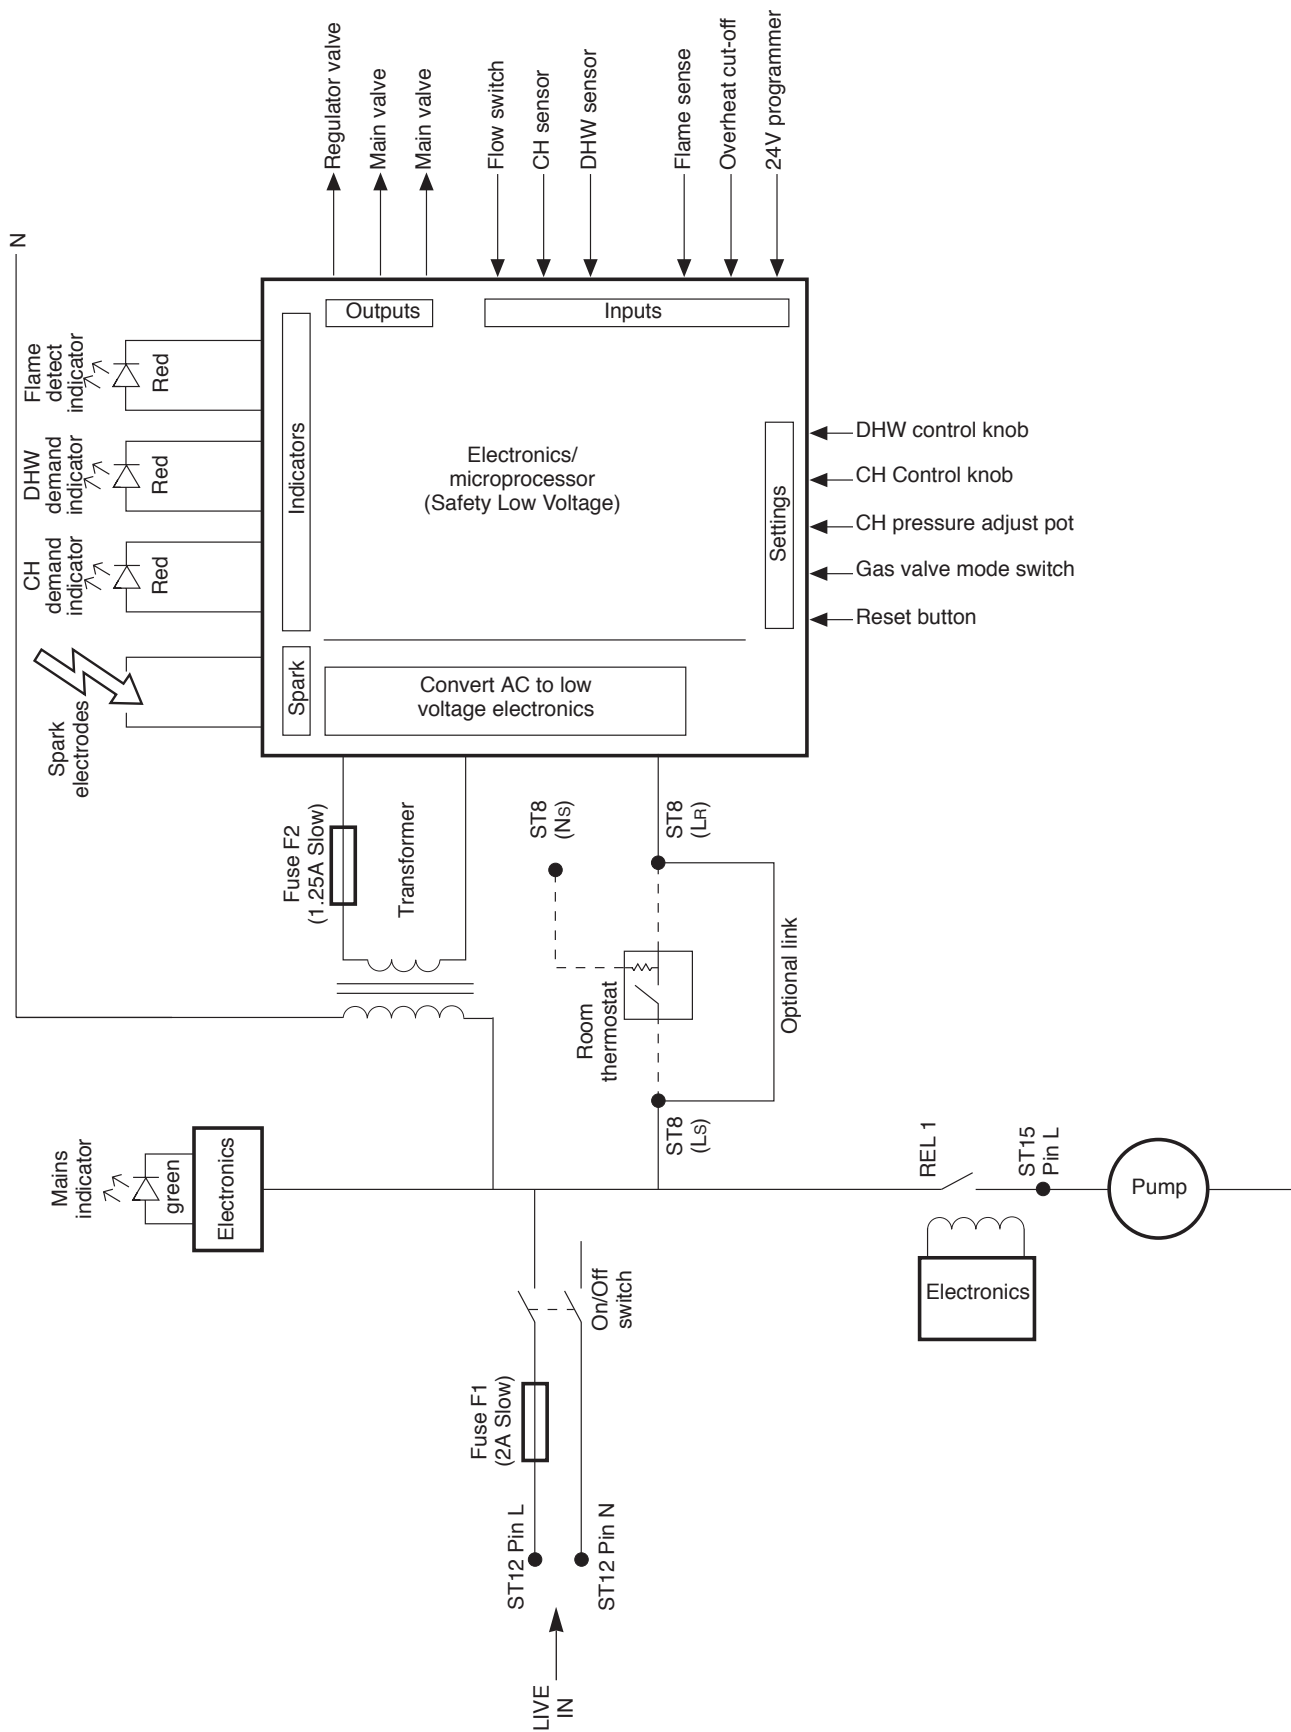 N
Flame
detect
indicator
Red
DHW
demand
indicator
Red
CH
demand
indicator
Red
Spark
electrodes
Regulator valve
Main valve
Main valve
Flow switch
CH sensor
DHW sensor
Flame sense
Overheat cut-off
24V programmer
Outputs
Inputs
Indicators
Spark
Electronics/
microprocessor
(Safety Low Voltage)
Settings
Convert AC to low
voltage electronics
DHW control knob
CH Control knob
CH pressure adjust pot
Gas valve mode switch
Reset button
Fuse F2
(1.25A Slow)
Transformer
ST8
(NS)
ST8
(LR)
Room
thermostat
Optional link
ST8
(LS)
Mains
indicator
green
Electronics
On/Off
switch
Fuse F1
(2A Slow)
ST12 Pin L
ST12 Pin N
LIVE
IN
REL 1
ST15
Pin L
Electronics
Pump